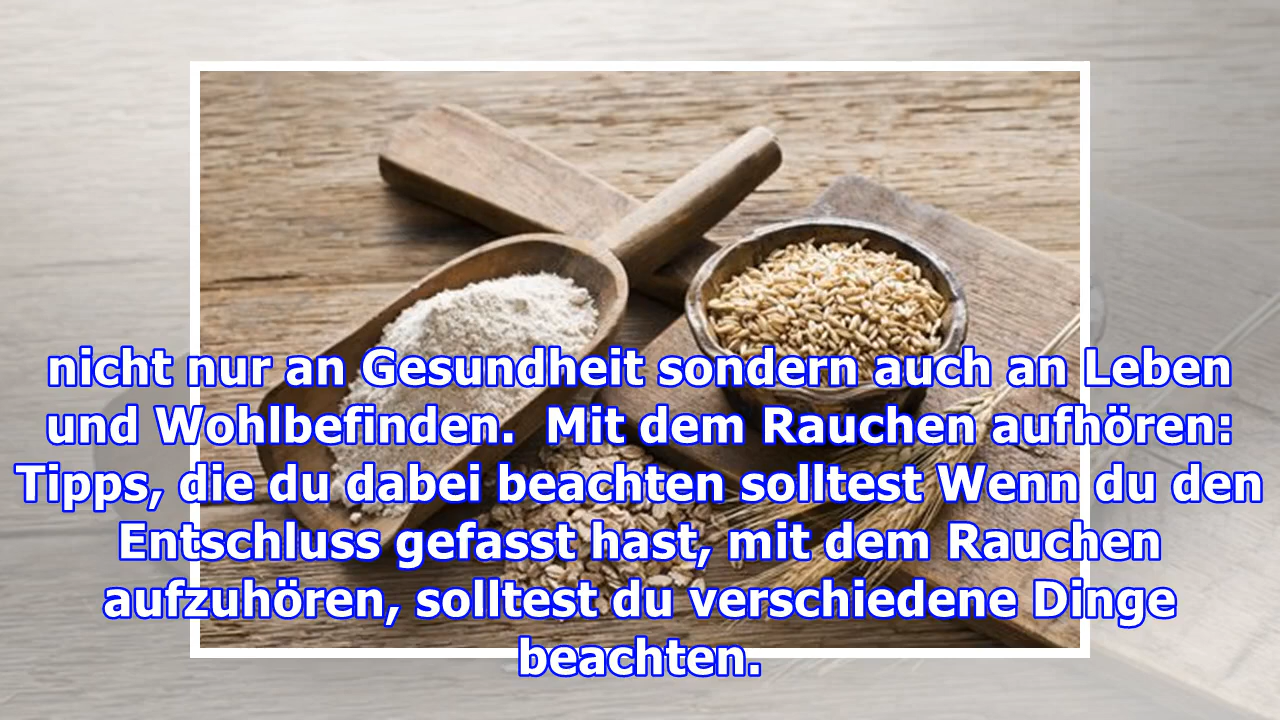 nicht nur an Gesundheit sondern auch an Leben
und Wohlbefinden.  Mit dem Rauchen aufhören:
Tipps, die du dabei beachten solltest Wenn du den
Entschluss gefasst hast, mit dem Rauchen
aufzuhören, solltest du verschiedene Dinge
beachten.